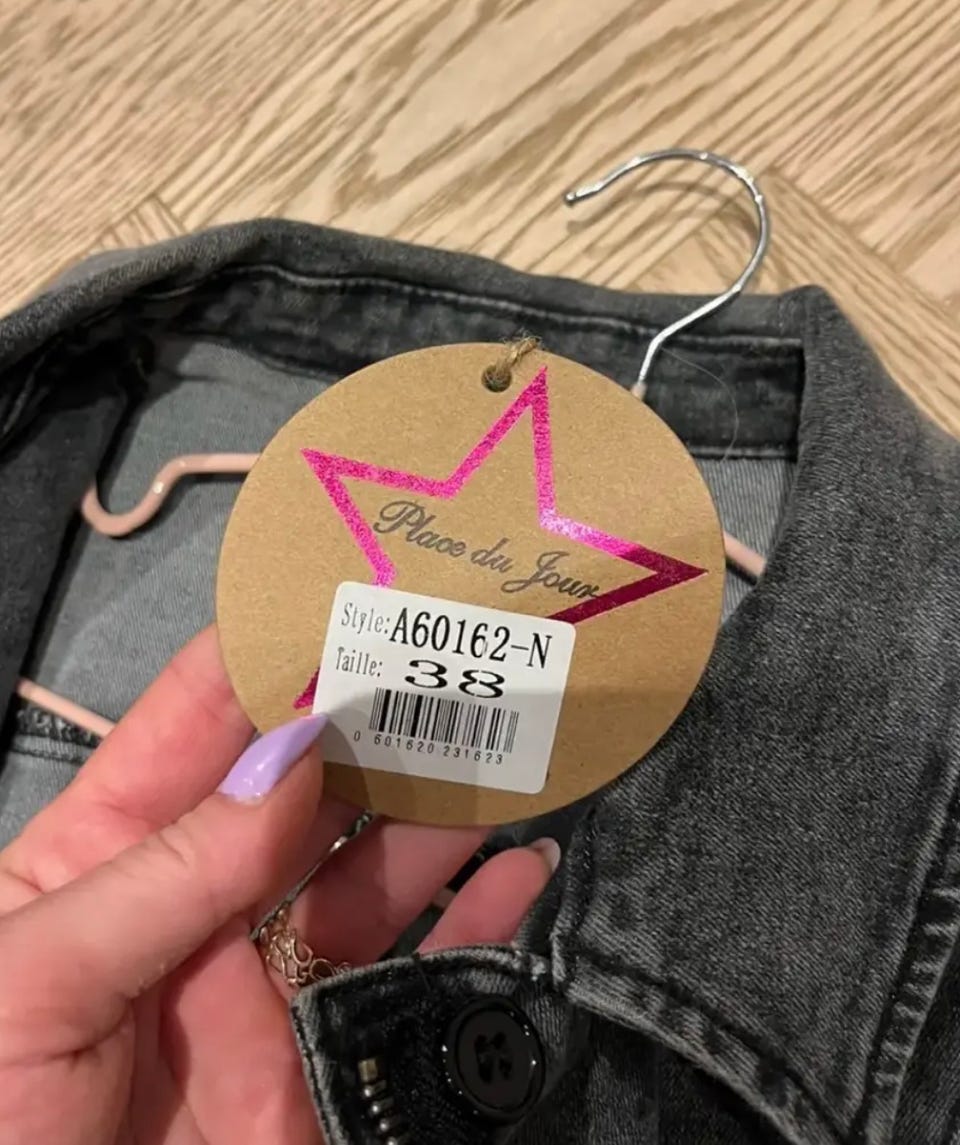 Place du Jour
Style:A60162-N
Taille: 38
0 601620 231623